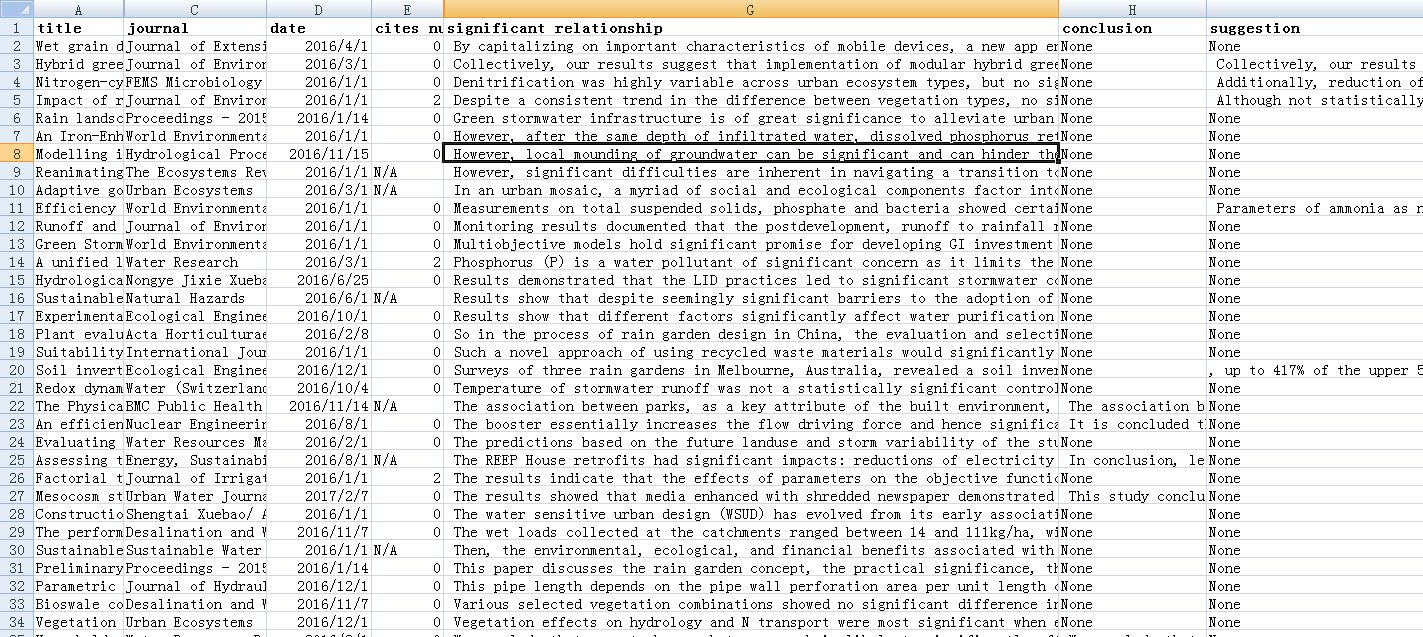 A C D E G H
1 title journal date cites nu significant relationship conclusion suggestion
2 Wet grain d Journal of Extensi 2016/4/1 0 By capitalizing on important characteristics of mobile devices, a new app en None None
3 Hybrid gree Journal of Environ 2016/3/1 0 Collectively, our results suggest that implementation of modular hybrid gree None Collectively, our results
4 Nitrogen-cy FEMS Microbiology 2016/1/1 0 Denitrification was highly variable across urban ecosystem types, but no sig None Additionally, reduction of
5 Impact of r Journal of Environ 2016/1/1 2 Despite a consistent trend in the difference between vegetation types, no si None Although not statistically
6 Rain landsc Proceedings - 2015 2016/1/14 0 Green stormwater infrastructure is of great significance to alleviate urban None None
7 An Iron-Enh World Environmenta 2016/1/1 0 However, after the same depth of infiltrated water, dissolved phosphorus ret None None
8 Modelling i Hydrological Proce 2016/11/15 0 However, local mounding of groundwater can be significant and can hinder the None None
9 Reanimating The Ecosystems Rev 2016/1/1 N/A However, significant difficulties are inherent in navigating a transition to None None
10 Adaptive go Urban Ecosystems 2016/3/1 N/A In an urban mosaic, a myriad of social and ecological components factor into None None
11 Efficiency World Environmenta 2016/1/1 0 Measurements on total suspended solids, phosphate and bacteria showed certai None Parameters of ammonia as n
12 Runoff and Journal of Environ 2016/1/1 0 Monitoring results documented that the postdevelopment, runoff to rainfall r None None
13 Green Storm World Environmenta 2016/1/1 0 Multiobjective models hold significant promise for developing GI investment None None
14 A unified l Water Research 2016/3/1 2 Phosphorus (P) is a water pollutant of significant concern as it limits the None None
15 Hydrologica Nongye Jixie Xueba 2016/6/25 0 Results demonstrated that the LID practices led to significant stormwater co None None
16 Sustainable Natural Hazards 2016/6/1 N/A Results show that despite seemingly significant barriers to the adoption of None None
17 Experimenta Ecological Enginee 2016/10/1 0 Results show that different factors significantly affect water purification None None
18 Plant evalu Acta Horticulturae 2016/2/8 0 So in the process of rain garden design in China, the evaluation and selecti None None
19 Suitability International Jour 2016/1/1 0 Such a novel approach of using recycled waste materials would significantly None None
20 Soil invert Ecological Enginee 2016/12/1 0 Surveys of three rain gardens in Melbourne, Australia, revealed a soil inver None , up to 417% of the upper 5
21 Redox dynam Water (Switzerland 2016/10/4 0 Temperature of stormwater runoff was not a statistically significant control None None
22 The Physica BMC Public Health 2016/11/14 N/A The association between parks, as a key attribute of the built environment, The association b None
23 An efficien Nuclear Engineerin 2016/8/1 0 The booster essentially increases the flow driving force and hence significa It is concluded t None
24 Evaluating Water Resources Ma 2016/2/1 0 The predictions based on the future landuse and storm variability of the stu None None
25 Assessing t Energy, Sustainabi 2016/8/1 N/A The REEP House retrofits had significant impacts: reductions of electricity In conclusion, le None
26 Factorial t Journal of Irrigat 2016/1/1 2 The results indicate that the effects of parameters on the objective functio None None
27 Mesocosm st Urban Water Journa 2017/2/7 0 The results showed that media enhanced with shredded newspaper demonstrated This study conclu None
28 Constructio Shengtai Xuebao/ A 2016/1/1 0 The water sensitive urban design (WSUD) has evolved from its early associati None None
29 The perform Desalination and W 2016/11/7 0 The wet loads collected at the catchments ranged between 14 and 111kg/ha, wi None None
30 Sustainable Sustainable Water 2016/1/1 N/A Then, the environmental, ecological, and financial benefits associated with None None
31 Preliminary Proceedings - 2015 2016/1/14 0 This paper discusses the rain garden concept, the practical significance, th None None
32 Parametric Journal of Hydraul 2016/12/1 0 This pipe length depends on the pipe wall perforation area per unit length o None None
33 Bioswale co Desalination and W 2016/11/7 0 Various selected vegetation combinations showed no significant difference in None None
34 Vegetation Urban Ecosystems 2016/12/1 0 Vegetation effects on hydrology and N transport were most significant when e None None